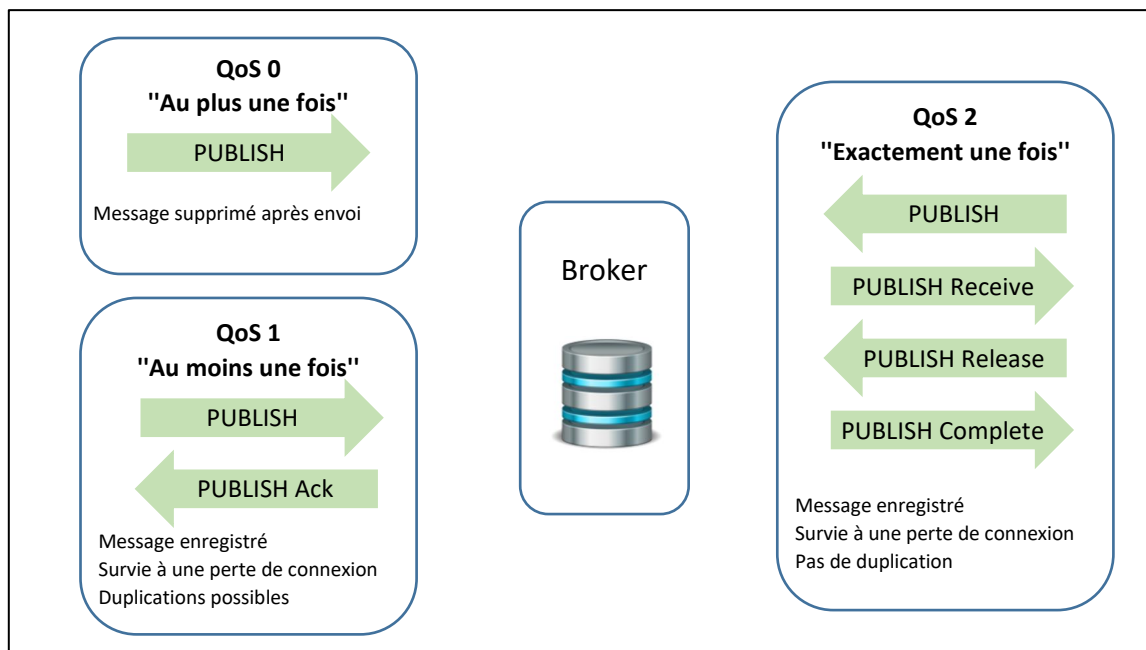 QoS 0
"Au plus une fois"
PUBLISH
Message supprimé après envoi
QoS 1
"Au moins une fois"
PUBLISH
PUBLISH Ack
Message enregistré
Survie à une perte de connexion
Duplications possibles
Broker
QoS 2
"Exactement une fois"
PUBLISH
PUBLISH Receive
PUBLISH Release
PUBLISH Complete
Message enregistré
Survie à une perte de connexion
Pas de duplication